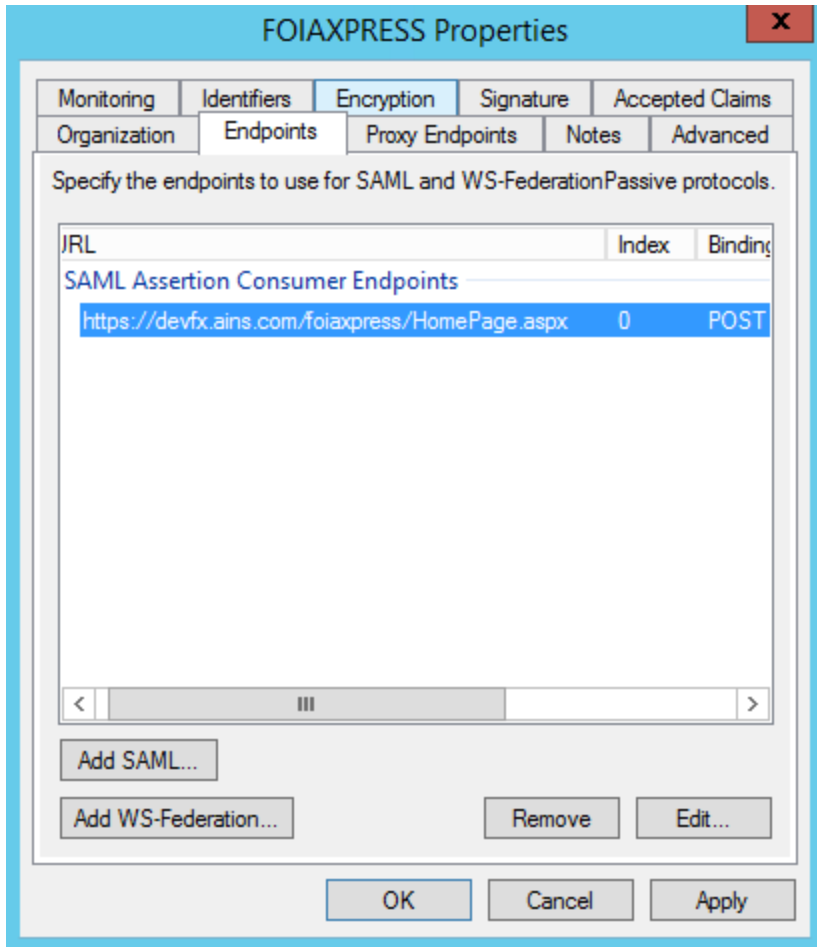 FOIAXPRESS Properties
x
Monitoring Identifiers Encryption Signature Accepted Claims
Organization Endpoints Proxy Endpoints Notes Advanced
Specify the endpoints to use for SAML and WS-FederationPassive protocols.
JRL Index Binding
SAML Assertion Consumer Endpoints
https://devfx.ains.com/foiaxpress/HomePage.aspx 0 POST
Add SAML...
Add WS-Federation... Remove Edit...
OK Cancel Apply